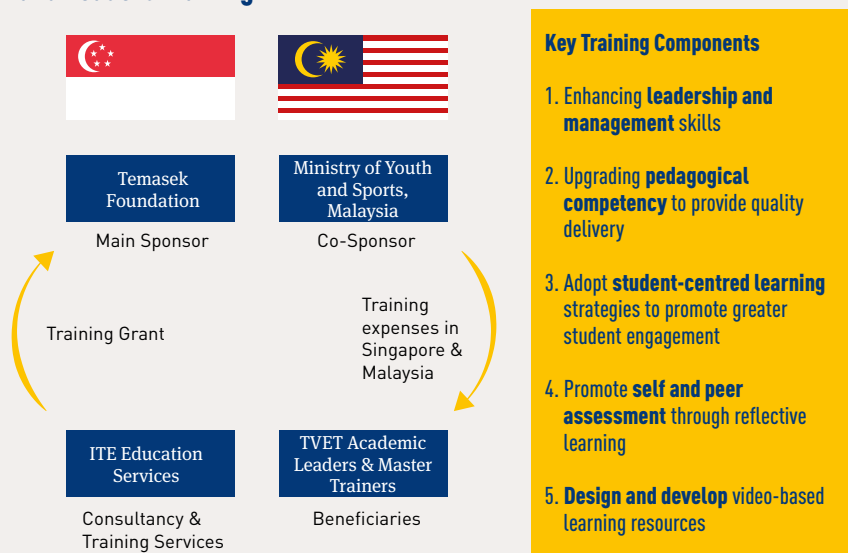 Temasek
Foundation
Main Sponsor
Ministry of Youth
and Sports,
Malaysia
Co-Sponsor
Training Grant
Training
expenses in
Singapore &
Malaysia
ITE Education
Services
Consultancy &
Training Services
TVET Academic
Leaders & Master
Trainers
Beneficiaries
Key Training Components
1. Enhancing leadership and
management skills
2. Upgrading pedagogical
competency to provide quality
delivery
3. Adopt student-centred learning
strategies to promote greater
student engagement
4. Promote self and peer
assessment through reflective
learning
5. Design and develop video-based
learning resources